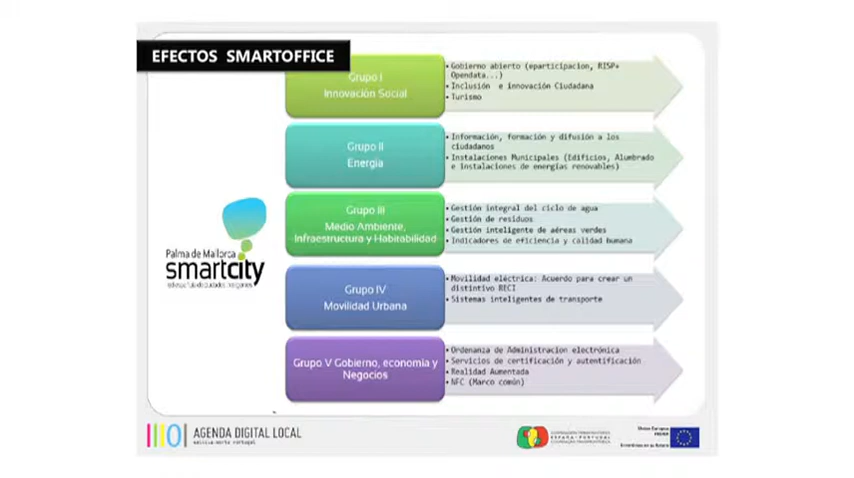 EFECTOS SMARTOFFICE
Grupo I
Innovación Social
• Gobierno abierto (eparticipacion, RISP+
Opendata...)
• Inclusión e innovación Ciudadana
• Turismo
Grupo II
Energía
• Información, formación y difusión a los
ciudadanos
• Instalaciones Municipales (Edificios, Alumbrado
e instalaciones de energías renovables)
Grupo III
Medio Ambiente,
Infraestructura y Habitabilidad
• Gestión integral del ciclo de agua
• Gestión de residuos
• Gestión inteligente de aéreas verdes
• Indicadores de eficiencia y calidad humana
Palma de Mallorca
smartcity
Grupo IV
Movilidad Urbana
• Movilidad eléctrica: Acuerdo para crear un
distintivo RECI
• Sistemas inteligentes de transporte
Grupo V Gobierno, economía y
Negocios
• Ordenanza de Administracion electrónica
• Servicios de certificación y autentificación
• Realidad Aumentada
• NFC (Marco común)
AGENDA DIGITAL LOCAL
galicia-norte portugal
ESPAÑA-PORTUGAL